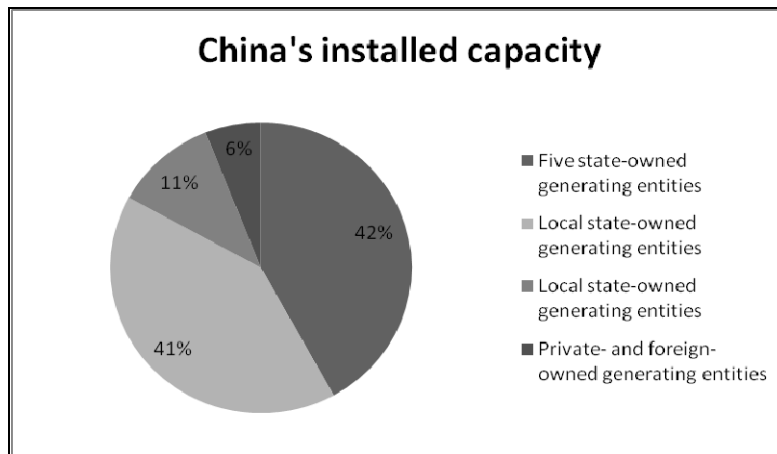 China's installed capacity
6%
11%
42%
41%
Five state-owned
generating entities
Local state-owned
generating entities
Local state-owned
generating entities
Private- and foreign-
owned generating entities